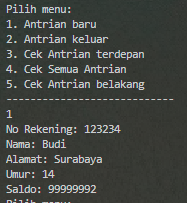 Pilih menu:
1. Antrian baru
2. Antrian keluar
3. Cek Antrian terdepan
4. Cek Semua Antrian
5. Cek Antrian belakang
----------------------------
1
No Rekening: 123234
Nama: Budi
Alamat: Surabaya
Umur: 14
Saldo: 99999992
Pilih menu: